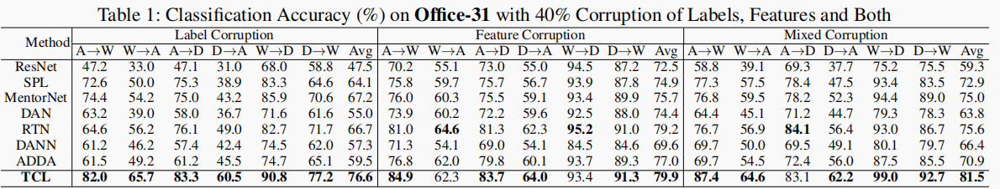 Table 1: Classification Accuracy (%) on Office-31 with 40% Corruption of Labels, Features and Both
Method Label Corruption Feature Corruption Mixed Corruption
A→W W→A A→D D→A W→D D→W Avg A→W W→A A→D D→A W→D D→W Avg A→W W→A A→D D→A W→D D→W Avg
ResNet 47.2 33.0 47.1 31.0 68.0 58.8 47.5 70.2 55.1 73.0 55.0 94.5 87.2 72.5 58.8 39.1 69.3 37.7 75.2 75.5 59.3
SPL 72.6 50.0 75.3 38.9 83.3 64.6 64.1 75.8 59.7 75.7 56.7 93.9 87.8 74.9 77.3 57.5 78.4 47.5 93.4 83.5 72.9
MentorNet 74.4 54.2 75.0 43.2 85.9 70.6 67.2 76.0 60.3 75.5 59.1 93.4 89.9 75.7 76.8 59.5 78.2 52.3 94.4 89.0 75.0
DAN 63.2 39.0 58.0 36.7 71.6 61.6 55.0 73.9 60.2 72.2 59.6 92.5 88.0 74.4 64.4 45.1 71.2 44.7 79.3 78.3 63.8
RTN 64.6 56.2 76.1 49.0 82.7 71.7 66.7 81.0 64.6 81.3 62.3 95.2 91.0 79.2 76.7 56.9 84.1 56.4 93.0 86.7 75.6
DANN 61.2 46.2 57.4 42.4 74.5 62.0 57.3 71.3 54.1 69.0 54.1 84.5 84.6 69.6 69.7 50.0 69.5 49.1 80.1 79.7 66.4
ADDA 61.5 49.2 61.2 45.5 74.7 65.1 59.5 76.8 62.0 79.8 60.1 93.7 89.3 77.0 69.7 54.5 72.4 56.0 87.5 85.5 70.9
TCL 82.0 65.7 83.3 60.5 90.8 77.2 76.6 84.9 62.3 83.7 64.0 93.4 91.3 79.9 87.4 64.6 83.1 62.2 99.0 92.7 81.5